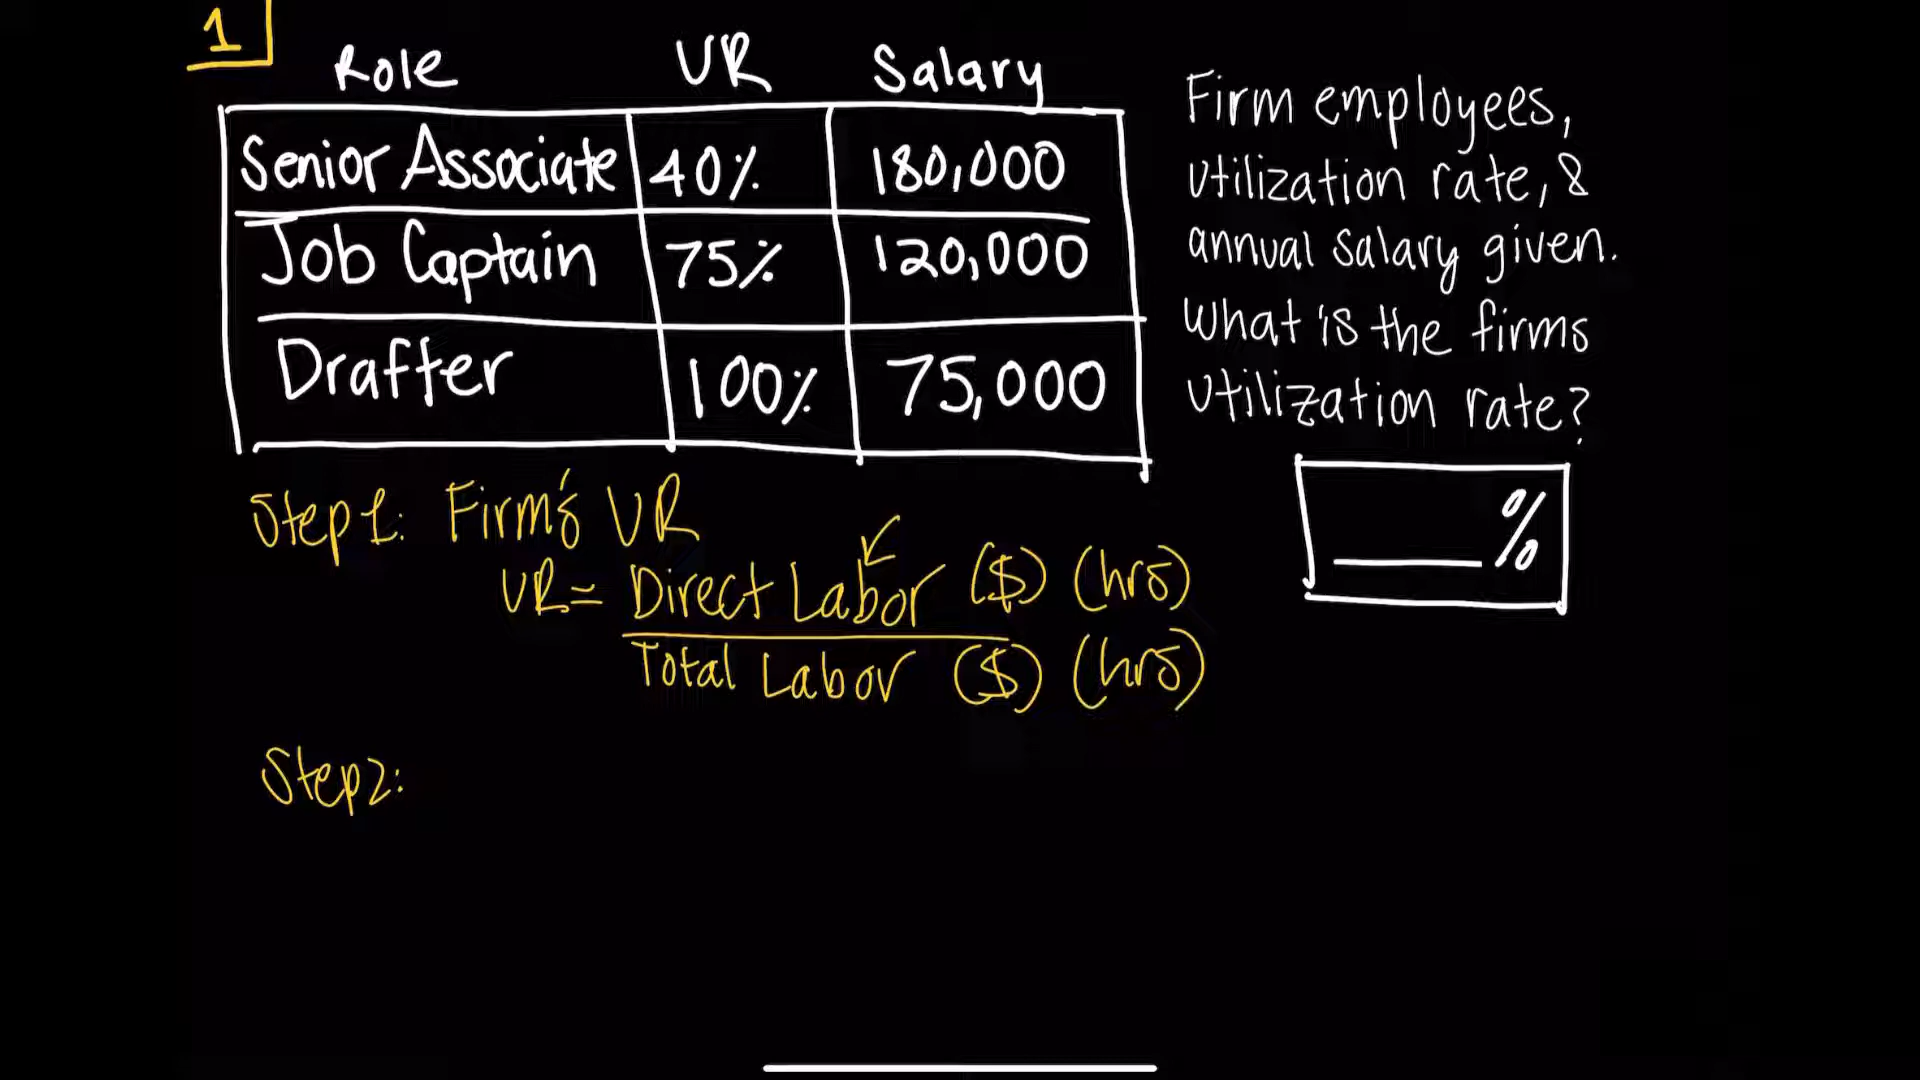 1
Role UR Salary
Senior Associate 40% 180,000
Job Captain 75% 120,000
Drafter 100% 75,000
Firm employees,
utilization rate, &
annual salary given.
What is the firms
utilization rate?
____%
Step 1: Firm's UR
UR= Direct Labor ($) (hrs)
Total Labor ($) (hrs)
Step 2: